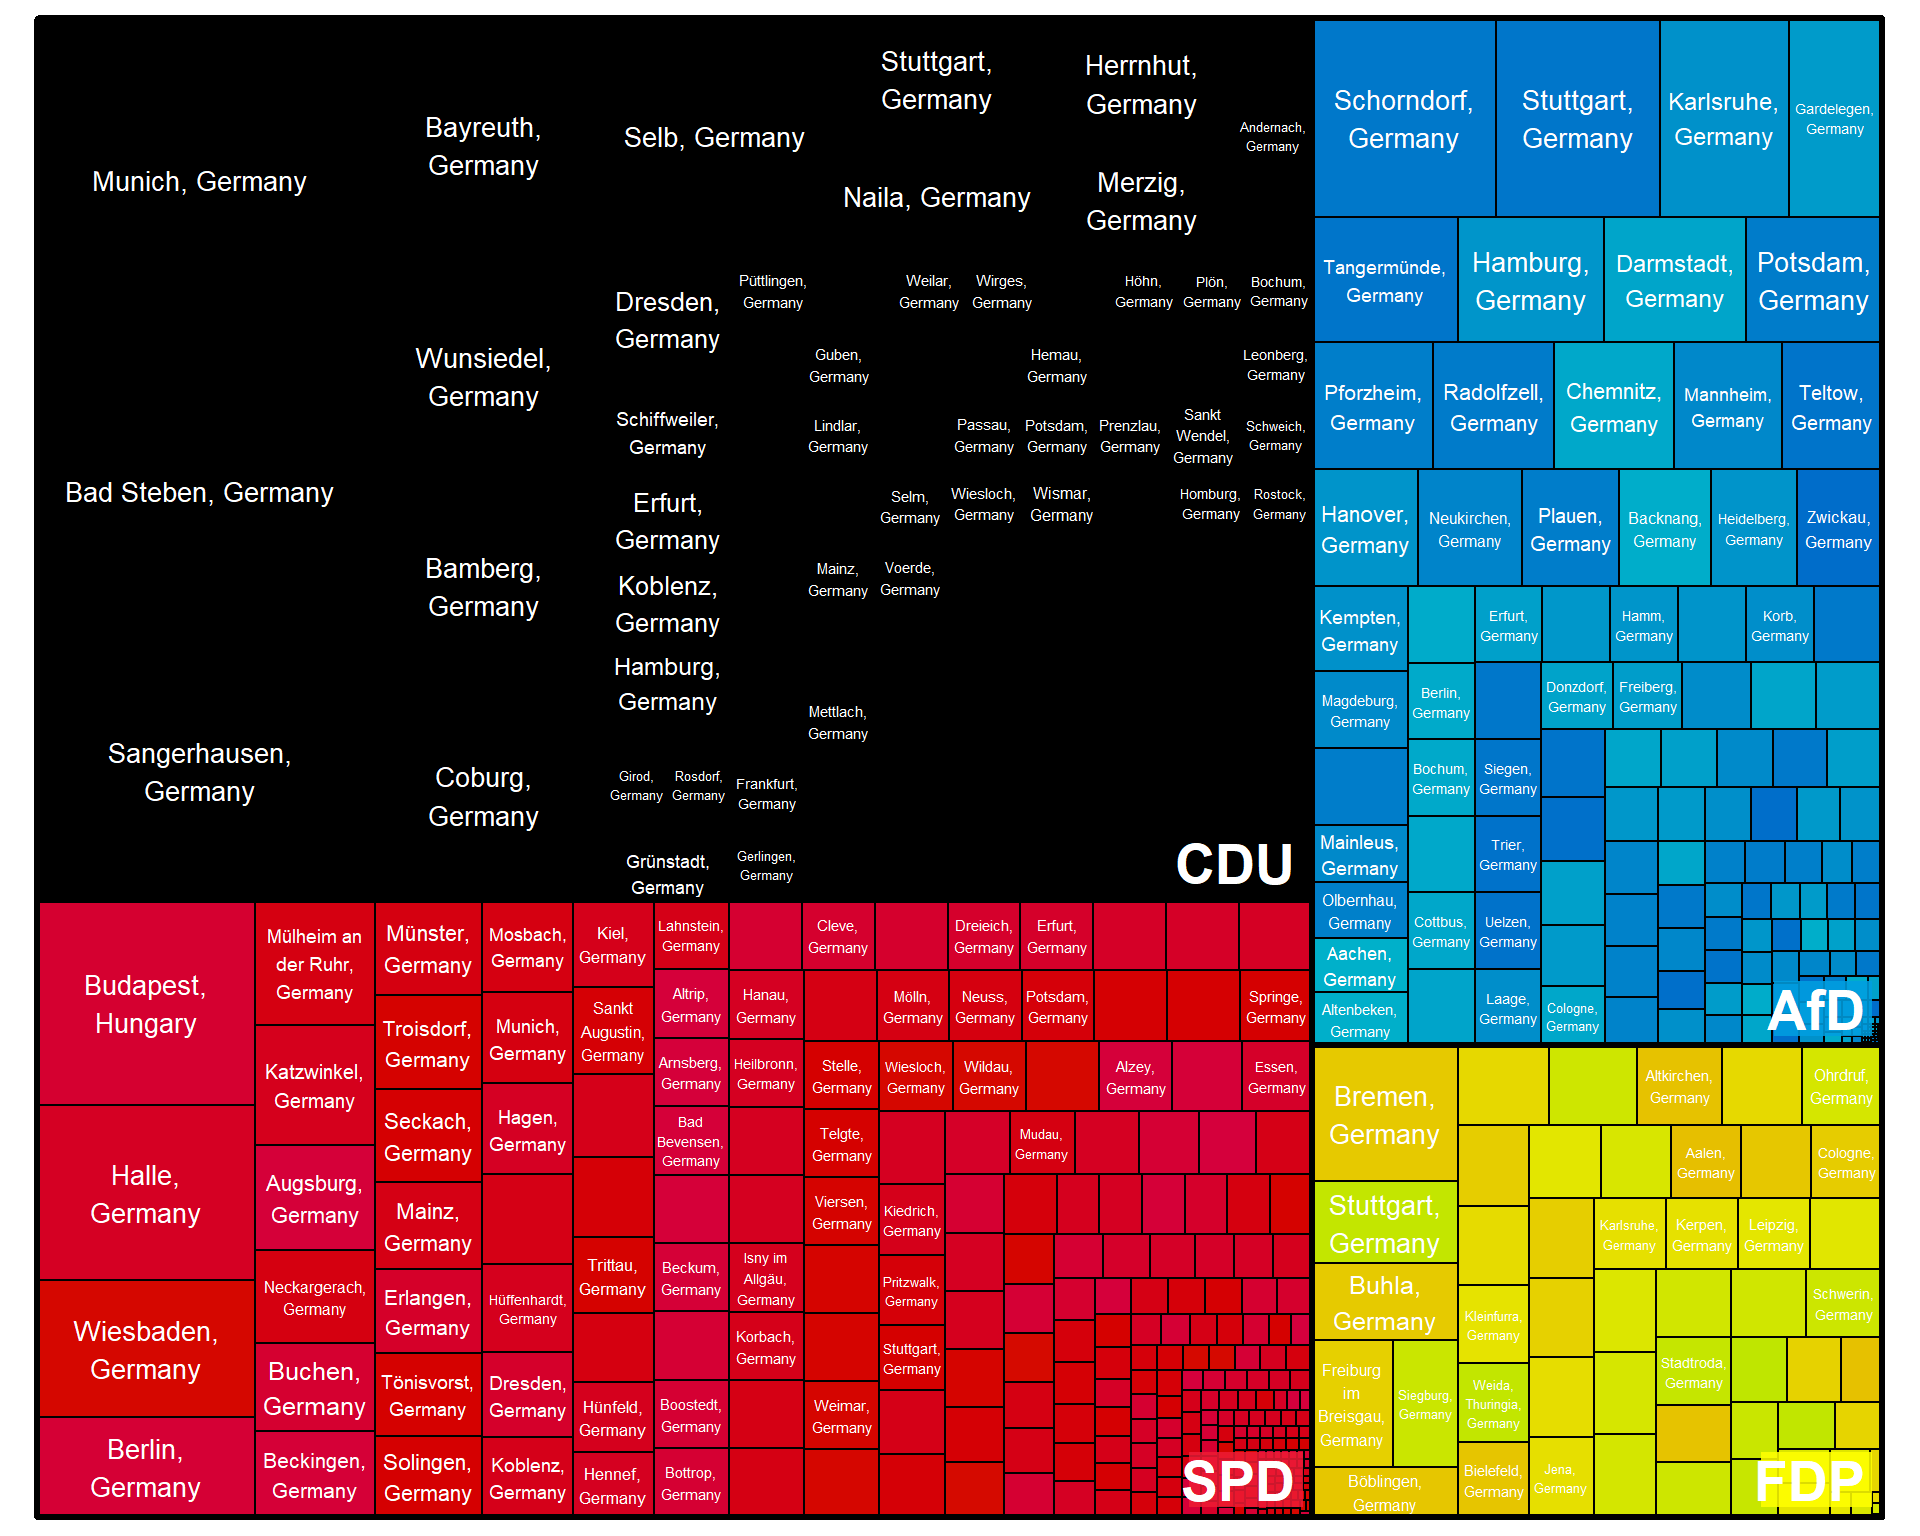 Munich, Germany
Bad Steben, Germany
Sangerhausen,
Germany
Bayreuth,
Germany
Wunsiedel,
Germany
Bamberg,
Germany
Coburg,
Germany
Selb, Germany
Stuttgart,
Germany
Naila, Germany
Herrnhut,
Germany
Merzig,
Germany
Andernach,
Germany
Dresden,
Germany
Schiffweiler,
Germany
Erfurt,
Germany
Koblenz,
Germany
Hamburg,
Germany
Girod,
Germany
Rosdorf,
Germany
Grünstadt,
Germany
Püttlingen,
Germany
Frankfurt,
Germany
Gerlingen,
Germany
Guben,
Germany
Lindlar,
Germany
Mainz,
Germany
Mettlach,
Germany
Weilar,
Germany
Wirges,
Germany
Selm,
Germany
Voerde,
Germany
Passau,
Germany
Wiesloch,
Germany
Hemau,
Germany
Potsdam,
Germany
Wismar,
Germany
Höhn,
Germany
Plön,
Germany
Bochum,
Germany
Leonberg,
Germany
Prenzlau,
Germany
Sankt
Wendel,
Germany
Schweich,
Germany
Homburg,
Germany
Rostock,
Germany
CDU
Budapest,
Hungary
Halle,
Germany
Wiesbaden,
Germany
Berlin,
Germany
Mülheim an
der Ruhr,
Germany
Katzwinkel,
Germany
Augsburg,
Germany
Neckargerach,
Germany
Buchen,
Germany
Beckingen,
Germany
Münster,
Germany
Troisdorf,
Germany
Seckach,
Germany
Mainz,
Germany
Erlangen,
Germany
Tönisvorst,
Germany
Solingen,
Germany
Mosbach,
Germany
Munich,
Germany
Hagen,
Germany
Hüffenhardt,
Germany
Dresden,
Germany
Koblenz,
Germany
Kiel,
Germany
Sankt
Augustin,
Germany
Trittau,
Germany
Hünfeld,
Germany
Hennef,
Germany
Lahnstein,
Germany
Altrip,
Germany
Arnsberg,
Germany
Bad
Bevensen,
Germany
Beckum,
Germany
Boostedt,
Germany
Bottrop,
Germany
Hanau,
Germany
Heilbronn,
Germany
Isny im
Allgäu,
Germany
Korbach,
Germany
Cleve,
Germany
Stelle,
Germany
Telgte,
Germany
Viersen,
Germany
Weimar,
Germany
Mölln,
Germany
Wiesloch,
Germany
Kiedrich,
Germany
Pritzwalk,
Germany
Stuttgart,
Germany
Dreieich,
Germany
Neuss,
Germany
Wildau,
Germany
Erfurt,
Germany
Potsdam,
Germany
Mudau,
Germany
Alzey,
Germany
Springe,
Germany
Essen,
Germany
SPD
Schorndorf,
Germany
Stuttgart,
Germany
Karlsruhe,
Germany
Gardelegen,
Germany
Tangermünde,
Germany
Hamburg,
Germany
Darmstadt,
Germany
Potsdam,
Germany
Pforzheim,
Germany
Radolfzell,
Germany
Chemnitz,
Germany
Mannheim,
Germany
Teltow,
Germany
Hanover,
Germany
Neukirchen,
Germany
Plauen,
Germany
Backnang,
Germany
Heidelberg,
Germany
Zwickau,
Germany
Kempten,
Germany
Magdeburg,
Germany
Mainleus,
Germany
Olbernhau,
Germany
Aachen,
Germany
Altenbeken,
Germany
Berlin,
Germany
Bochum,
Germany
Cottbus,
Germany
Erfurt,
Germany
Siegen,
Germany
Trier,
Germany
Uelzen,
Germany
Laage,
Germany
Hamm,
Germany
Korb,
Germany
Donzdorf,
Germany
Freiberg,
Germany
Cologne,
Germany
AfD
Bremen,
Germany
Stuttgart,
Germany
Buhla,
Germany
Freiburg
im
Breisgau,
Germany
Siegburg,
Germany
Böblingen,
Germany
Altkirchen,
Germany
Ohrdruf,
Germany
Aalen,
Germany
Cologne,
Germany
Karlsruhe,
Germany
Kerpen,
Germany
Leipzig,
Germany
Kleinfurra,
Germany
Weida,
Thuringia,
Germany
Bielefeld,
Germany
Jena,
Germany
Schwerin,
Germany
Stadtroda,
Germany
FDP